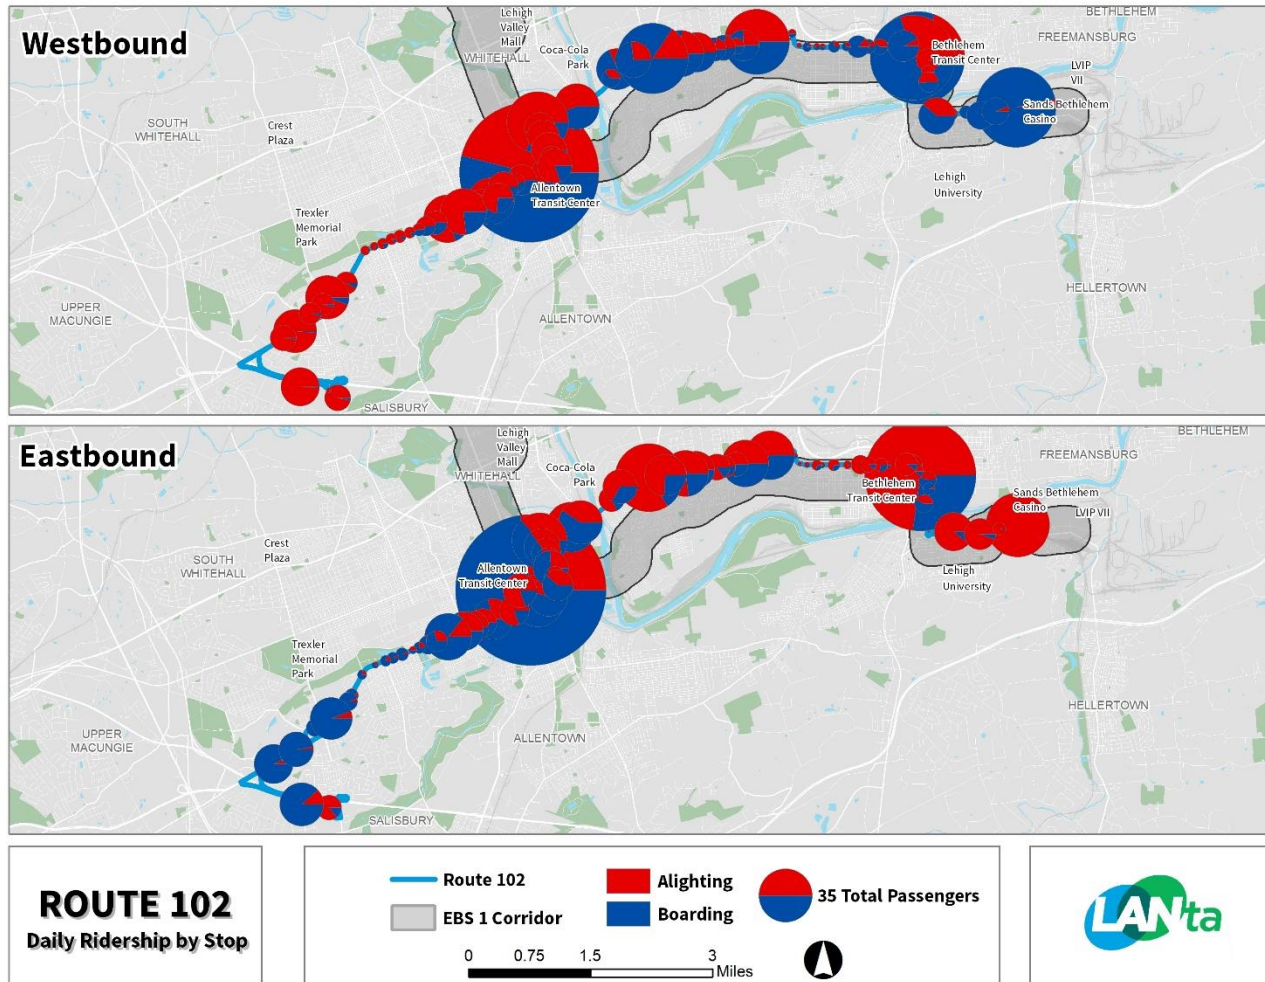 Westbound
Lehigh
Valley
Mall
WHITEHALL
Coca-Cola
Park
BETHLEHEM
FREEMANSBURG
Bethlehem
Transit Center
LVIP
VII
Sands Bethlehem
Casino
SOUTH
WHITEHALL
Crest
Plaza
Lehigh
University
Allentown
Transit Center
Trexler
Memorial
Park
UPPER
MACUNGIE
ALLENTOWN
HELLERTOWN
SALISBURY
Eastbound
Lehigh
Valley
Mall
WHITEHALL
Coca-Cola
Park
BETHLEHEM
FREEMANSBURG
Bethlehem
Transit Center
Sands Bethlehem
Casino
LVIP VII
SOUTH
WHITEHALL
Crest
Plaza
Allentown
Transit Center
Lehigh
University
Trexler
Memorial
Park
UPPER
MACUNGIE
ALLENTOWN
HELLERTOWN
SALISBURY
ROUTE 102
Daily Ridership by Stop
Route 102
EBS 1 Corridor
Alighting
Boarding
35 Total Passengers
0 0.75 1.5 3
Miles
LANta